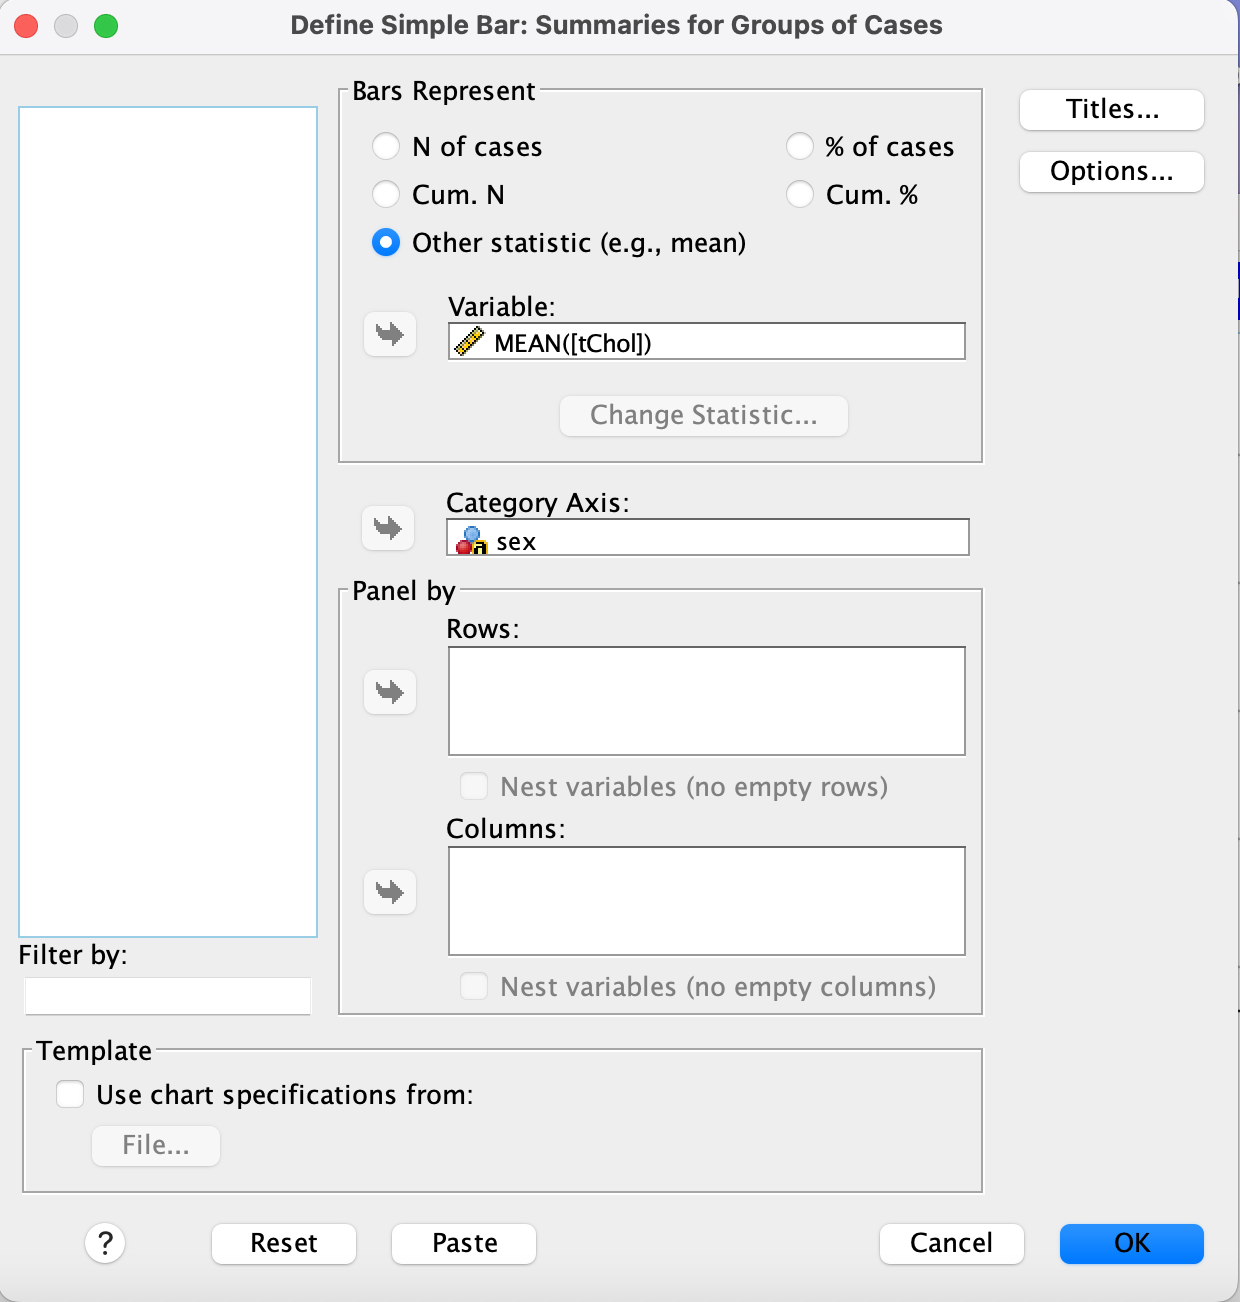 Define Simple Bar: Summaries for Groups of Cases
Bars Represent
N of cases
% of cases
Cum. N
Cum. %
Other statistic (e.g., mean)
Variable:
MEAN([tChol])
Change Statistic...
Titles...
Options...
Category Axis:
a sex
Panel by
Rows:
Nest variables (no empty rows)
Columns:
Nest variables (no empty columns)
Filter by:
Template
Use chart specifications from:
File...
? Reset Paste Cancel OK